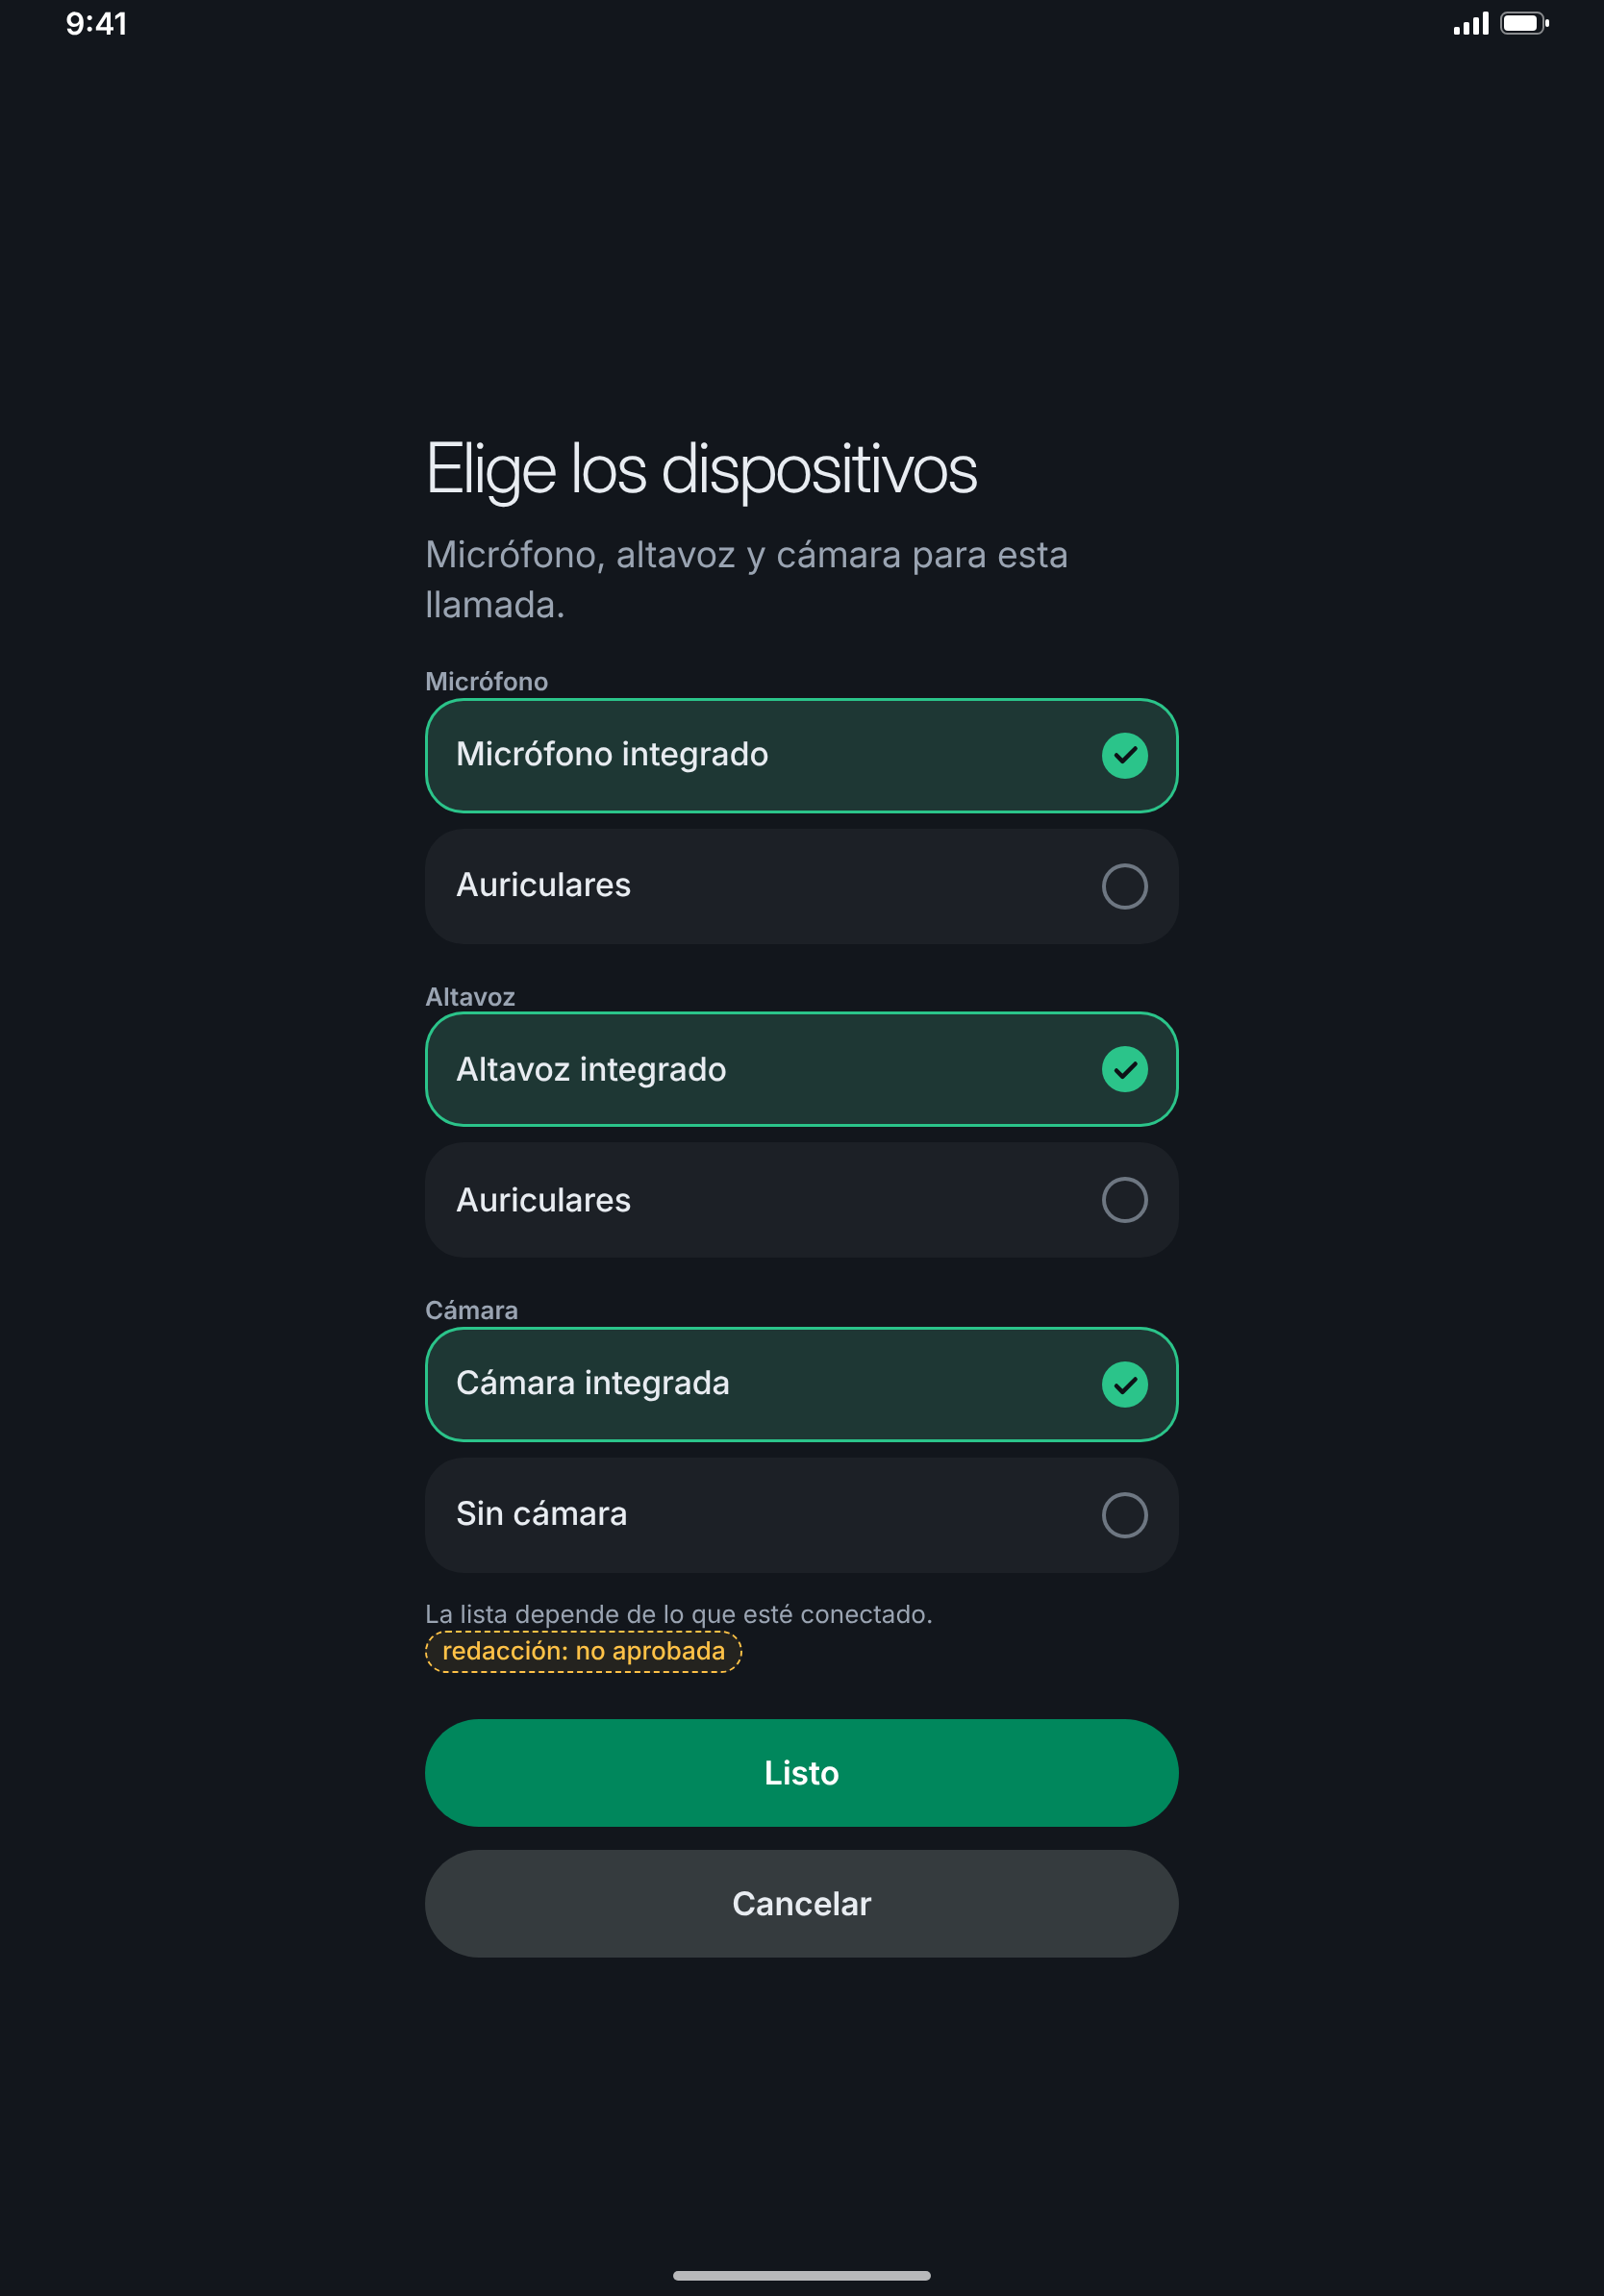 9:41
Elige los dispositivos
Micrófono, altavoz y cámara para esta
llamada.
Micrófono
Micrófono integrado
Auriculares
Altavoz
Altavoz integrado
Auriculares
Cámara
Cámara integrada
Sin cámara
La lista depende de lo que esté conectado.
redacción: no aprobada
Listo
Cancelar